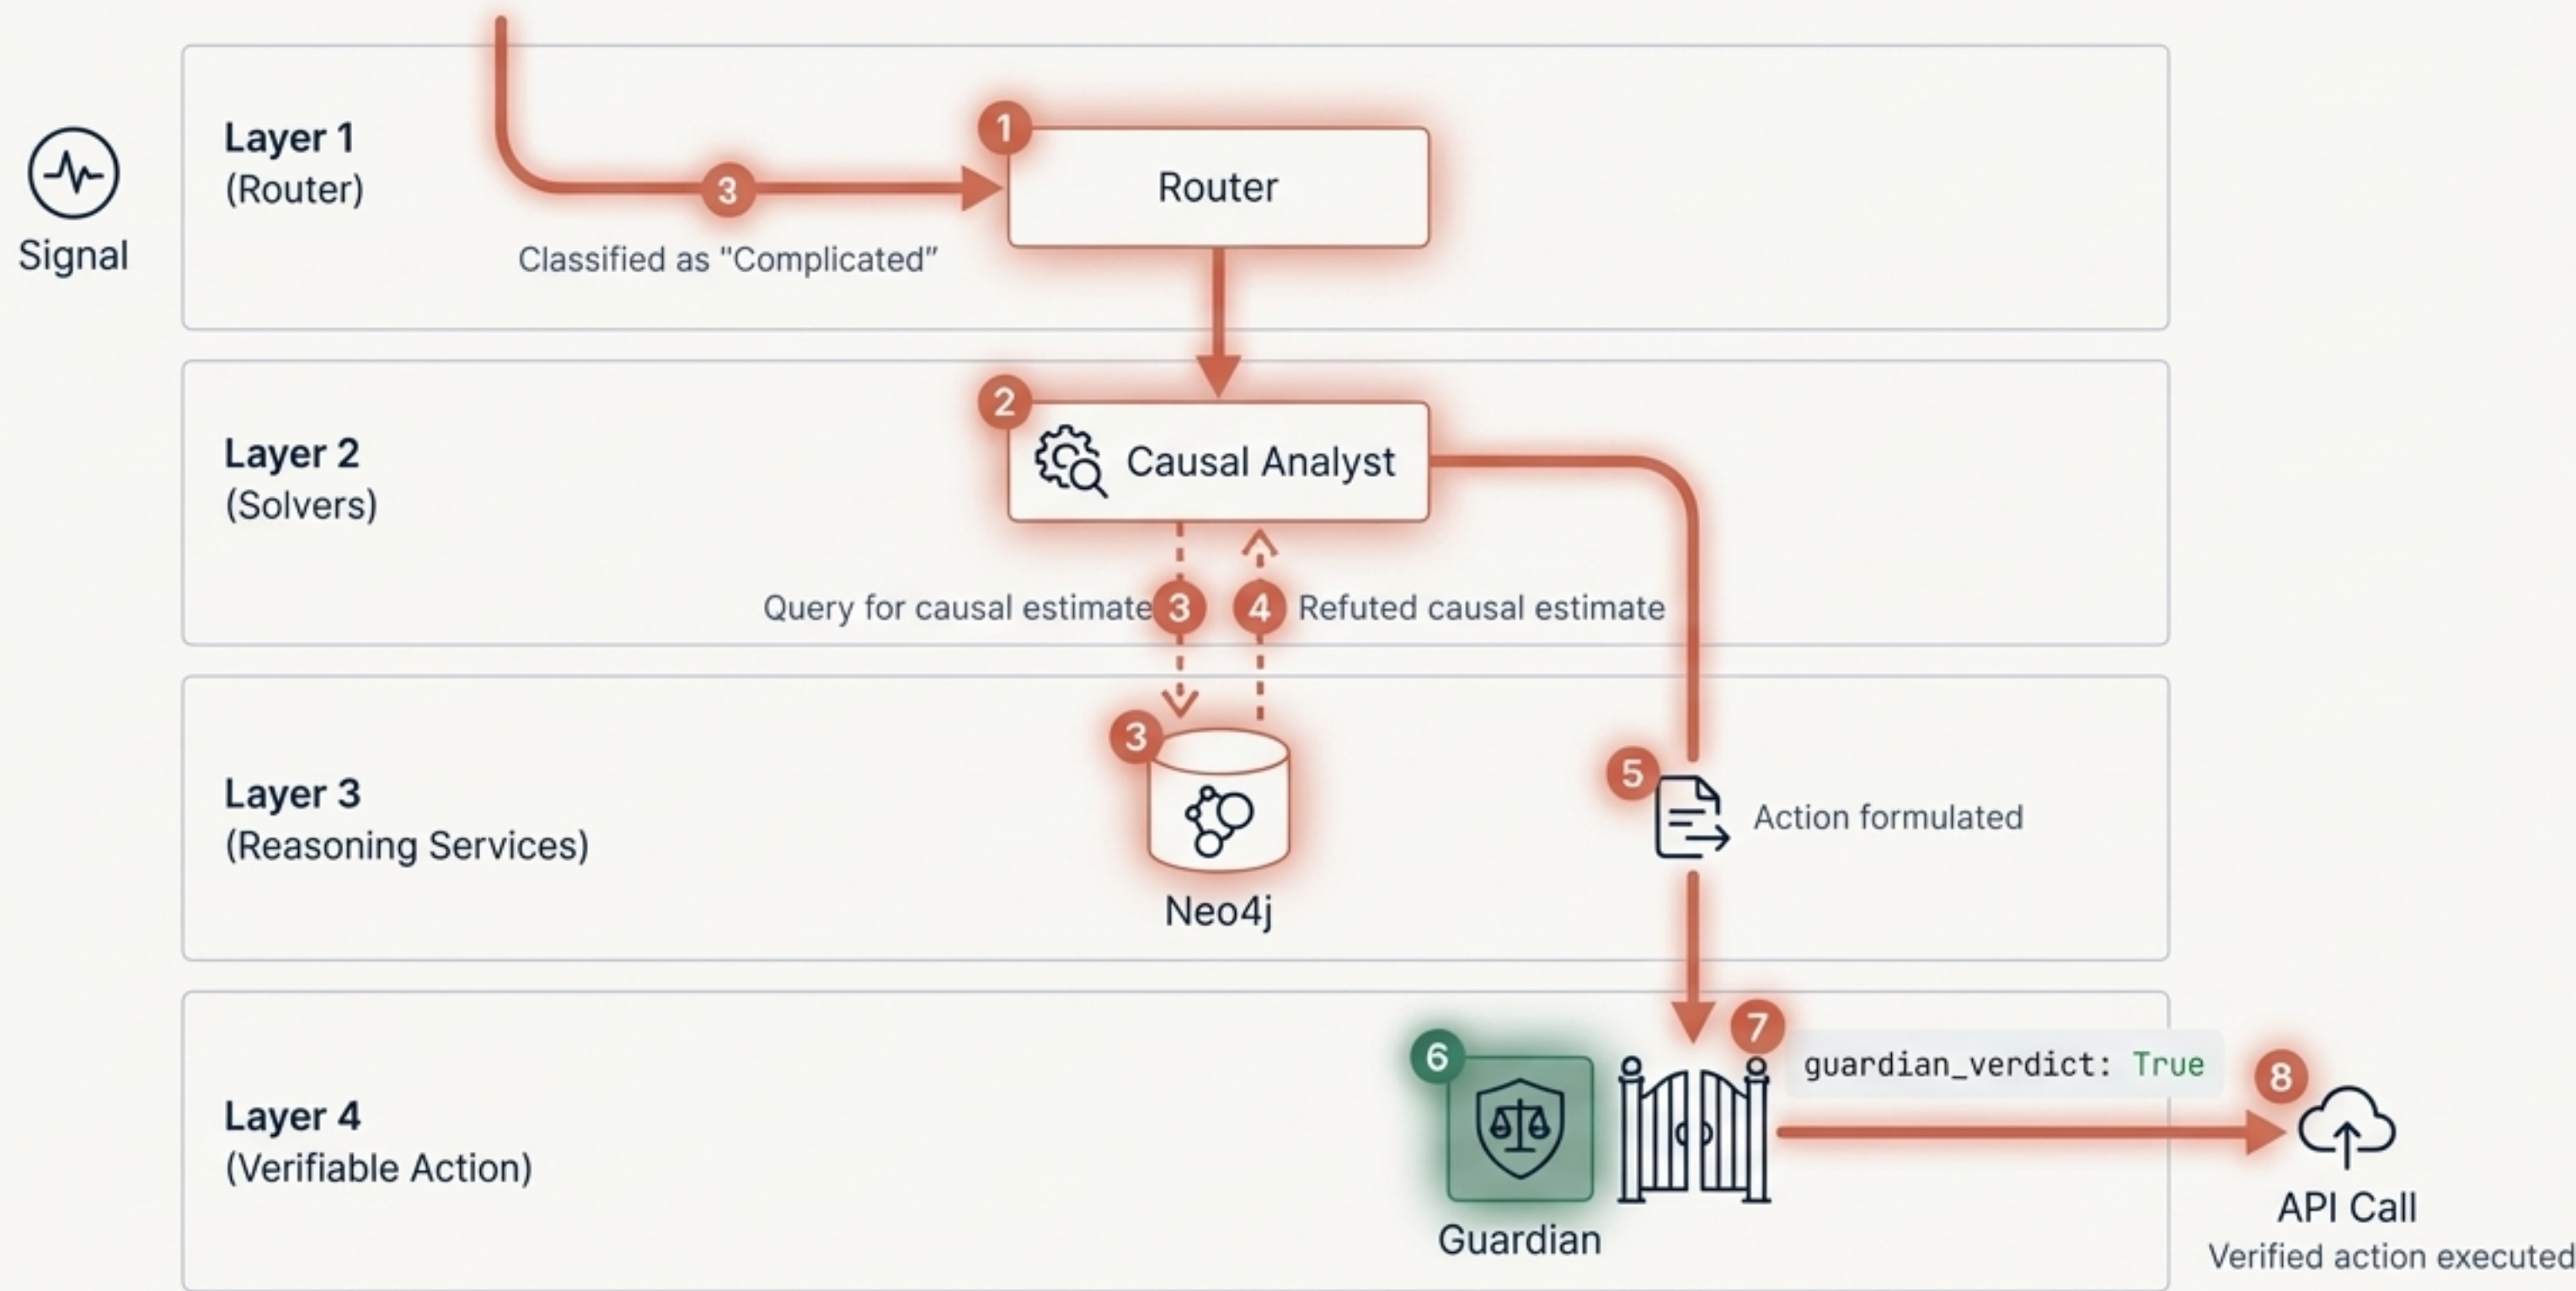 Signal
Layer 1
(Router)
3
Classified as "Complicated"
1
Router
Layer 2
(Solvers)
2
Causal Analyst
Query for causal estimate 3
4 Refuted causal estimate
Layer 3
(Reasoning Services)
3
Neo4j
5
Action formulated
Layer 4
(Verifiable Action)
6
Guardian
7
guardian_verdict: True
8
API Call
Verified action executed